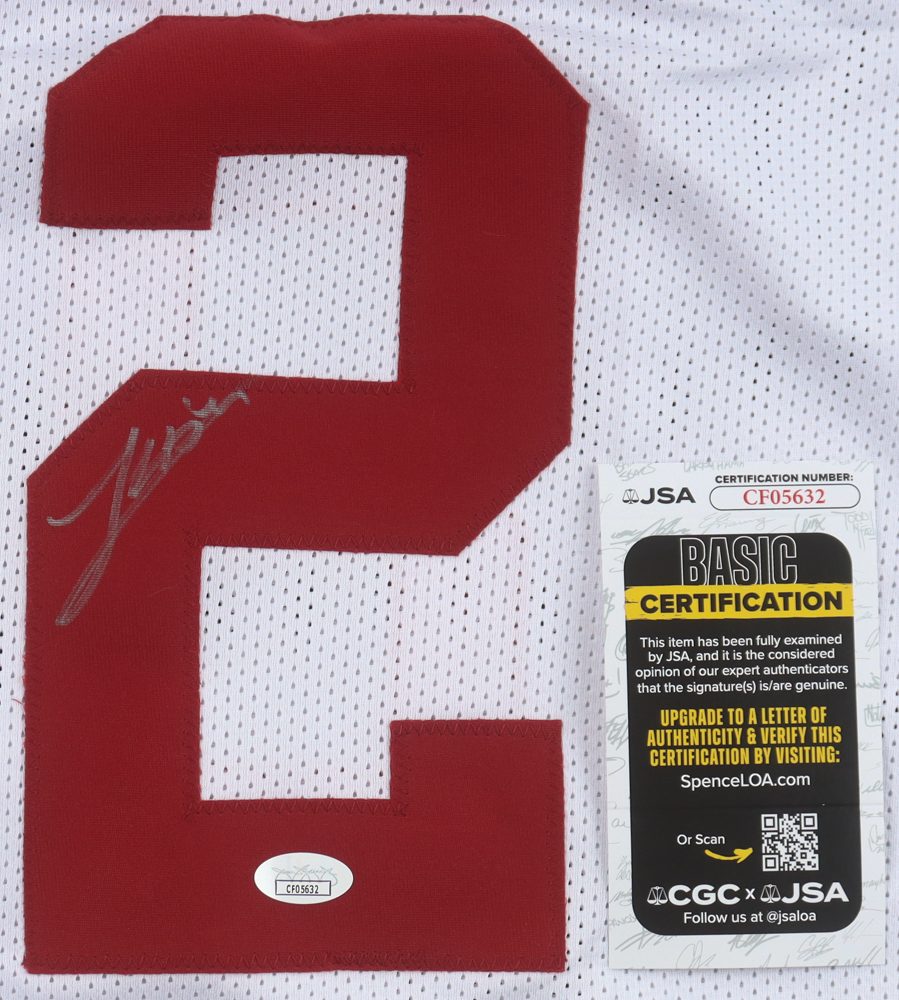 2
JSA
CERTIFICATION NUMBER:
CF05632
BASIC
CERTIFICATION
This item has been fully examined
by JSA, and it is the considered
opinion of our expert authenticators
that the signature(s) is/are genuine.
UPGRADE TO A LETTER OF
AUTHENTICITY & VERIFY THIS
CERTIFICATION BY VISITING:
SpenceLOA.com
Or Scan
CGC x JSA
Follow us at @jsaloa
CF05632